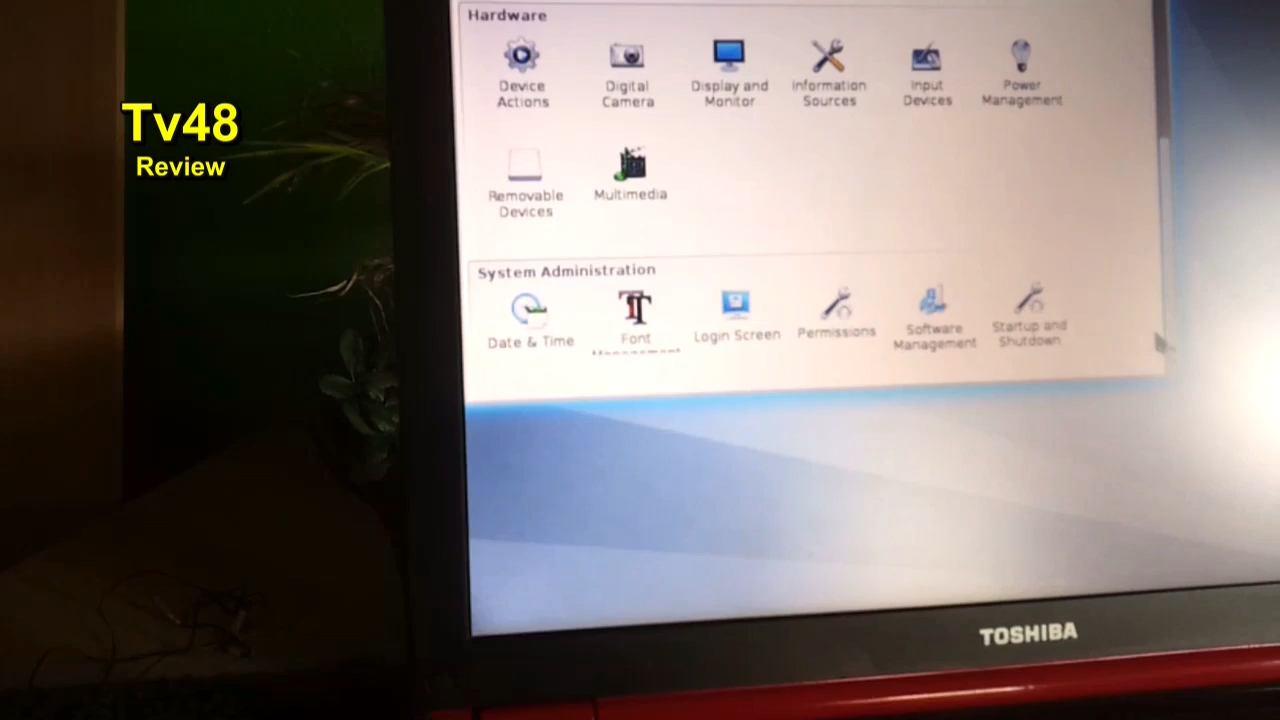 Tv48
Review
Hardware
Device Actions
Digital Camera
Display and Monitor
Information Sources
Input Devices
Power Management
Removable Devices
Multimedia
System Administration
Date & Time
Font
Login Screen
Permissions
Software Management
Startup and Shutdown
TOSHIBA